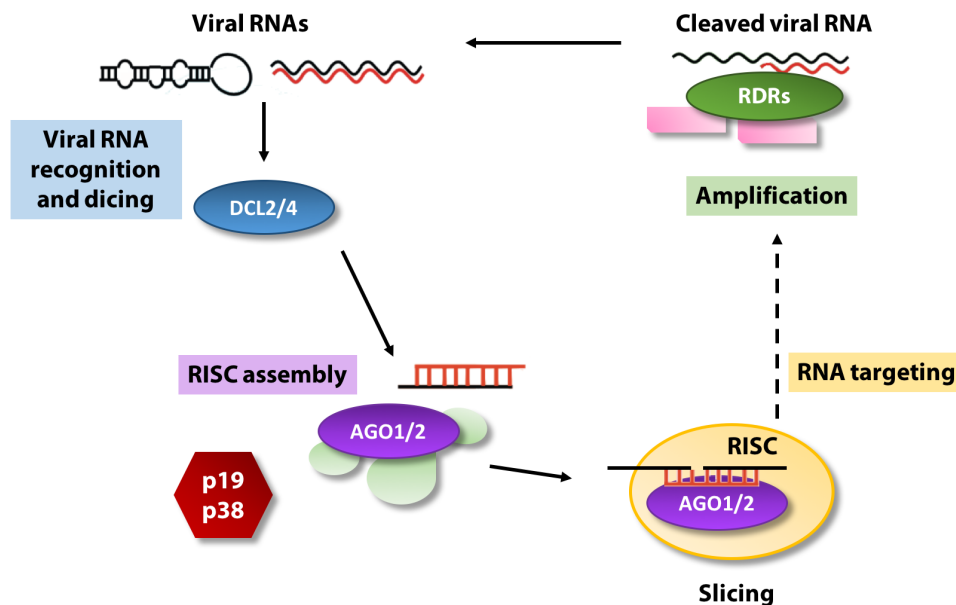 Viral RNAs
Cleaved viral RNA
RDRs
Viral RNA
recognition
and dicing
DCL2/4
Amplification
RISC assembly
RNA targeting
AGO1/2
RISC
p19
p38
AGO1/2
Slicing